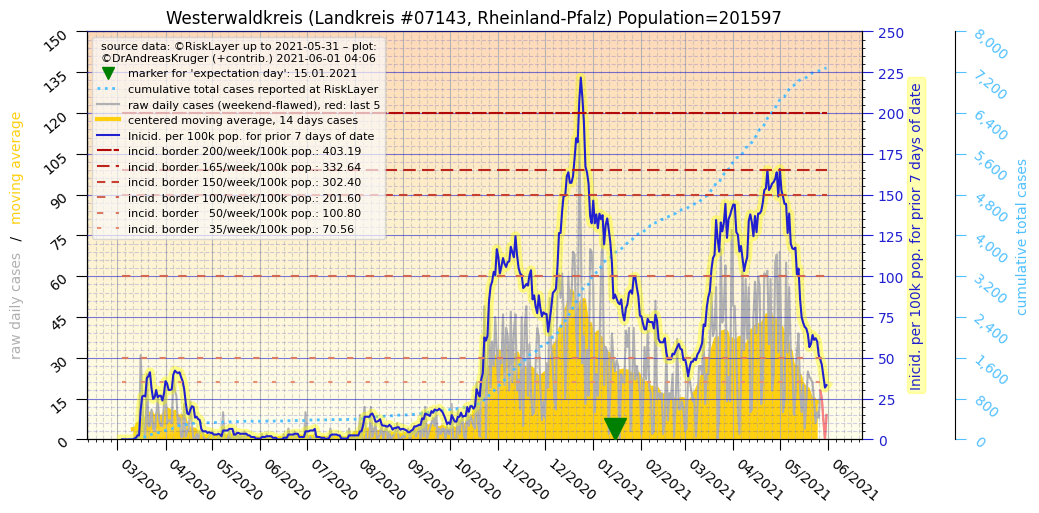 Westerwaldkreis (Landkreis #07143, Rheinland-Pfalz) Population=201597
source data: ©RiskLayer up to 2021-05-31 – plot:
©DrAndreasKruger (+contrib.) 2021-06-01 04:06
marker for 'expectation day': 15.01.2021
cumulative total cases reported at RiskLayer
raw daily cases (weekend-flawed), red: last 5
centered moving average, 14 days cases
Inicid. per 100k pop. for prior 7 days of date
incid. border 200/week/100k pop.: 403.19
incid. border 165/week/100k pop.: 332.64
incid. border 150/week/100k pop.: 302.40
incid. border 100/week/100k pop.: 201.60
incid. border   50/week/100k pop.: 100.80
incid. border   35/week/100k pop.: 70.56
raw daily cases / moving average
150
135
120
105
90
75
60
45
30
15
0
250
225
200
175
150
125
100
75
50
25
0
Inicid. per 100k pop. for prior 7 days of date
8,000
7,200
6,400
5,600
4,800
4,000
3,200
2,400
1,600
800
0
cumulative total cases
03/2020
04/2020
05/2020
06/2020
07/2020
08/2020
09/2020
10/2020
11/2020
12/2020
01/2021
02/2021
03/2021
04/2021
05/2021
06/2021